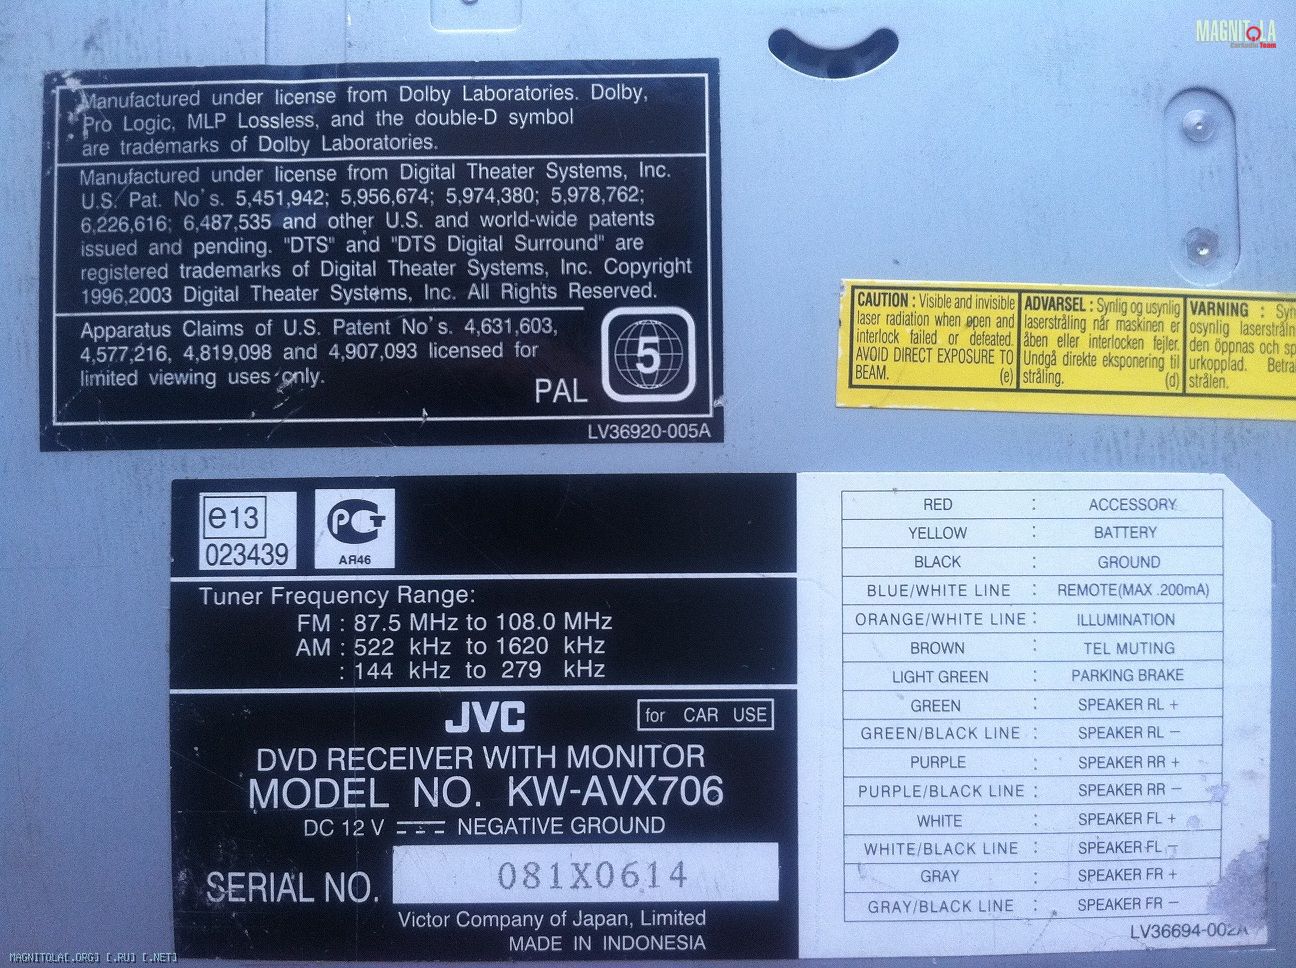 MAGNITOLA
CarAudio Team
Manufactured under license from Dolby Laboratories. Dolby,
Pro Logic, MLP Lossless, and the double-D symbol
are trademarks of Dolby Laboratories.
Manufactured under license from Digital Theater Systems, Inc.
U.S. Pat. No's. 5,451,942; 5,956,674; 5,974,380; 5,978,762;
6,226,616; 6,487,535 and other U.S. and world-wide patents
issued and pending. "DTS" and "DTS Digital Surround" are
registered trademarks of Digital Theater Systems, Inc. Copyright
1996,2003 Digital Theater Systems, Inc. All Rights Reserved.
Apparatus Claims of U.S. Patent No's. 4,631,603,
4,577,216, 4,819,098 and 4,907,093 licensed for
limited viewing uses only.
PAL
5
LV36920-005A
CAUTION : Visible and invisible
laser radiation when open and
interlock failed or defeated.
AVOID DIRECT EXPOSURE TO
BEAM. (e)
ADVARSEL : Synlig og usynlig
laserstråling når maskinen er
åben eller interlocken fejler.
Undgå direkte eksponering til
stråling. (d)
VARNING : Syn
osynlig laserstråln
den öppnas och sp
urkopplad. Betra
strålen.
e13
023439
РСТ
АЯ46
Tuner Frequency Range:
FM : 87.5 MHz to 108.0 MHz
AM : 522 kHz to 1620 kHz
: 144 kHz to 279 kHz
JVC
for CAR USE
DVD RECEIVER WITH MONITOR
MODEL NO. KW-AVX706
DC 12 V NEGATIVE GROUND
SERIAL NO. 081X0614
Victor Company of Japan, Limited
MADE IN INDONESIA
RED : ACCESSORY
YELLOW : BATTERY
BLACK : GROUND
BLUE/WHITE LINE : REMOTE(MAX .200mA)
ORANGE/WHITE LINE : ILLUMINATION
BROWN : TEL MUTING
LIGHT GREEN : PARKING BRAKE
GREEN : SPEAKER RL +
GREEN/BLACK LINE : SPEAKER RL −
PURPLE : SPEAKER RR +
PURPLE/BLACK LINE : SPEAKER RR −
WHITE : SPEAKER FL +
WHITE/BLACK LINE : SPEAKER FL −
GRAY : SPEAKER FR +
GRAY/BLACK LINE : SPEAKER FR −
LV36694-002A
MAGNITOLA[.ORG] [.RU] [.NET]